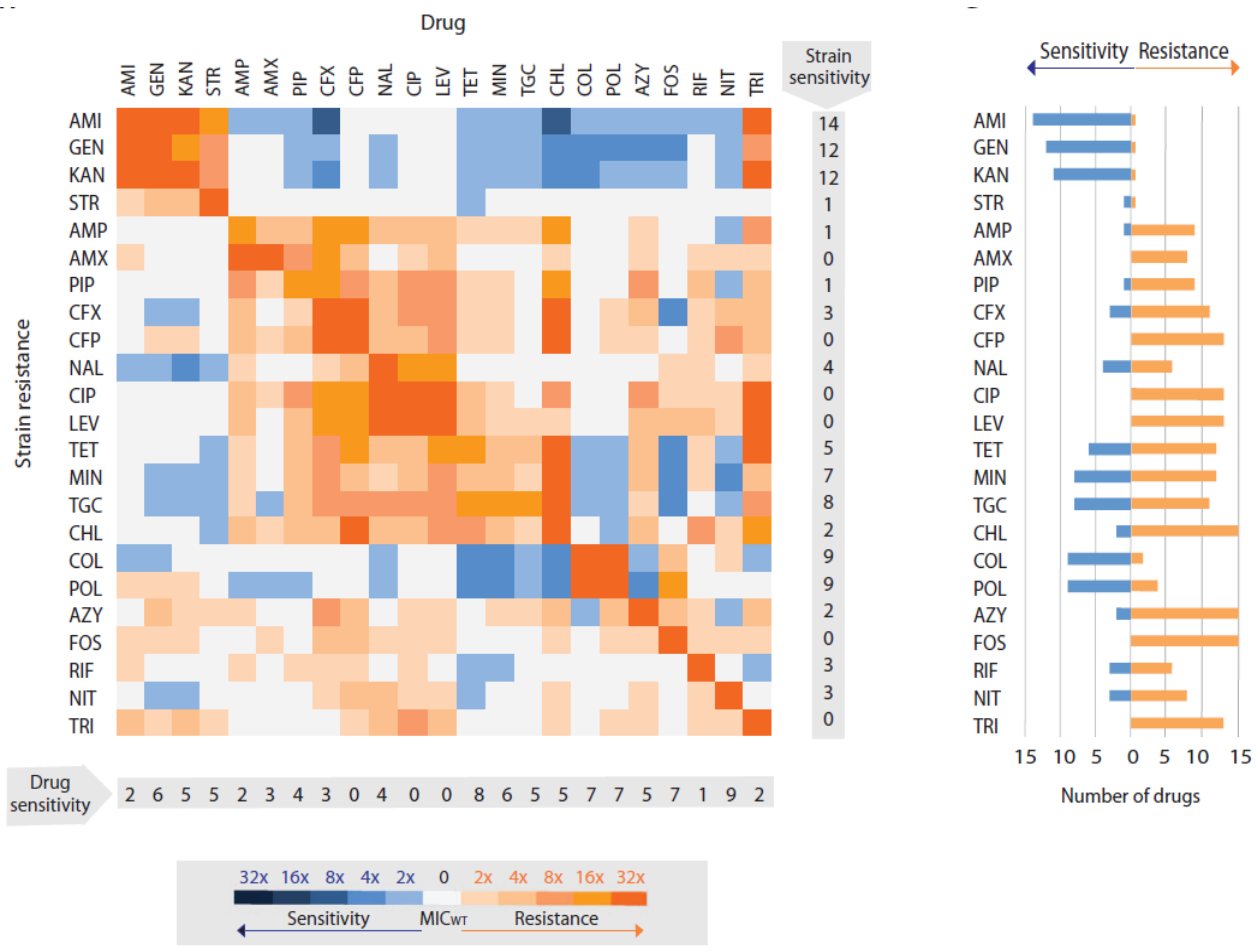 Drug
AMI GEN KAN STR AMP AMX PIP CFX CFP NAL CIP LEV TET MIN TGC CHL COL POL AZY FOS RIF NIT TRI
Strain
sensitivity
Strain resistance
AMI 14
GEN 12
KAN 12
STR 1
AMP 1
AMX 0
PIP 1
CFX 3
CFP 0
NAL 4
CIP 0
LEV 0
TET 5
MIN 7
TGC 8
CHL 2
COL 9
POL 9
AZY 2
FOS 0
RIF 3
NIT 3
TRI 0
Drug
sensitivity
2 6 5 5 2 3 4 3 0 4 0 0 8 6 5 5 7 7 5 7 1 9 2
32x 16x 8x 4x 2x 0 2x 4x 8x 16x 32x
Sensitivity MICWT Resistance
Sensitivity Resistance
AMI
GEN
KAN
STR
AMP
AMX
PIP
CFX
CFP
NAL
CIP
LEV
TET
MIN
TGC
CHL
COL
POL
AZY
FOS
RIF
NIT
TRI
15 10 5 0 5 10 15
Number of drugs